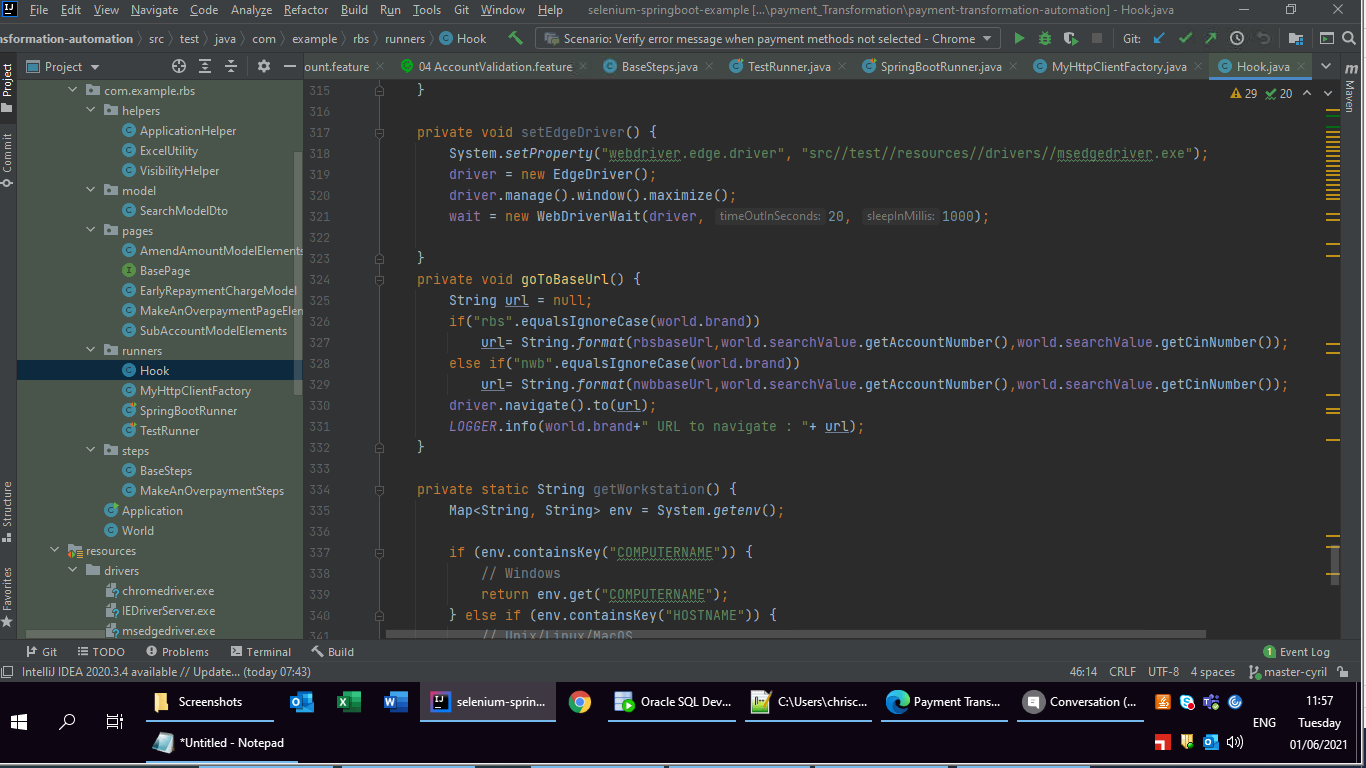 File Edit View Navigate Code Analyze Refactor Build Run Tools Git Window Help selenium-springboot-example [...\payment_Transformation\payment-transformation-automation] - Hook.java
nsformation-automation src test java com example rbs runners Hook Scenario: Verify error message when payment methods not selected - Chrome Git:
Project
ount.feature 04 AccountValidation.feature BaseSteps.java TestRunner.java SpringBootRunner.java MyHttpClientFactory.java Hook.java
29 20
Project
Commit
Structure
Favorites
m Maven
com.example.rbs
helpers
ApplicationHelper
ExcelUtility
VisibilityHelper
model
SearchModelDto
pages
AmendAmountModelElements
BasePage
EarlyRepaymentChargeModel
MakeAnOverpaymentPageElen
SubAccountModelElements
runners
Hook
MyHttpClientFactory
SpringBootRunner
TestRunner
steps
BaseSteps
MakeAnOverpaymentSteps
Application
World
resources
drivers
chromedriver.exe
IEDriverServer.exe
msedgedriver.exe
315 }
316
317 private void setEdgeDriver() {
318 System.setProperty("webdriver.edge.driver", "src//test//resources//drivers//msedgedriver.exe");
319 driver = new EdgeDriver();
320 driver.manage().window().maximize();
321 wait = new WebDriverWait(driver, timeOutInSeconds: 20, sleepInMillis: 1000);
322
323 }
324 private void goToBaseUrl() {
325 String url = null;
326 if("rbs".equalsIgnoreCase(world.brand))
327 url= String.format(rbsbaseUrl,world.searchValue.getAccountNumber(),world.searchValue.getCinNumber());
328 else if("nwb".equalsIgnoreCase(world.brand))
329 url= String.format(nwbbaseUrl,world.searchValue.getAccountNumber(),world.searchValue.getCinNumber());
330 driver.navigate().to(url);
331 LOGGER.info(world.brand+" URL to navigate : "+ url);
332 }
333
334 private static String getWorkstation() {
335 Map<String, String> env = System.getenv();
336
337 if (env.containsKey("COMPUTERNAME")) {
338 // Windows
339 return env.get("COMPUTERNAME");
340 } else if (env.containsKey("HOSTNAME")) {
341 // Unix/Linux/MacOS
Git TODO Problems Terminal Build 1 Event Log
IntelliJ IDEA 2020.3.4 available // Update... (today 07:43) 46:14 CRLF UTF-8 4 spaces master-cyril
Screenshots selenium-sprin... Oracle SQL Dev... C:\Users\chrisc... Payment Trans... Conversation (...
*Untitled - Notepad
ENG
11:57
Tuesday
01/06/2021